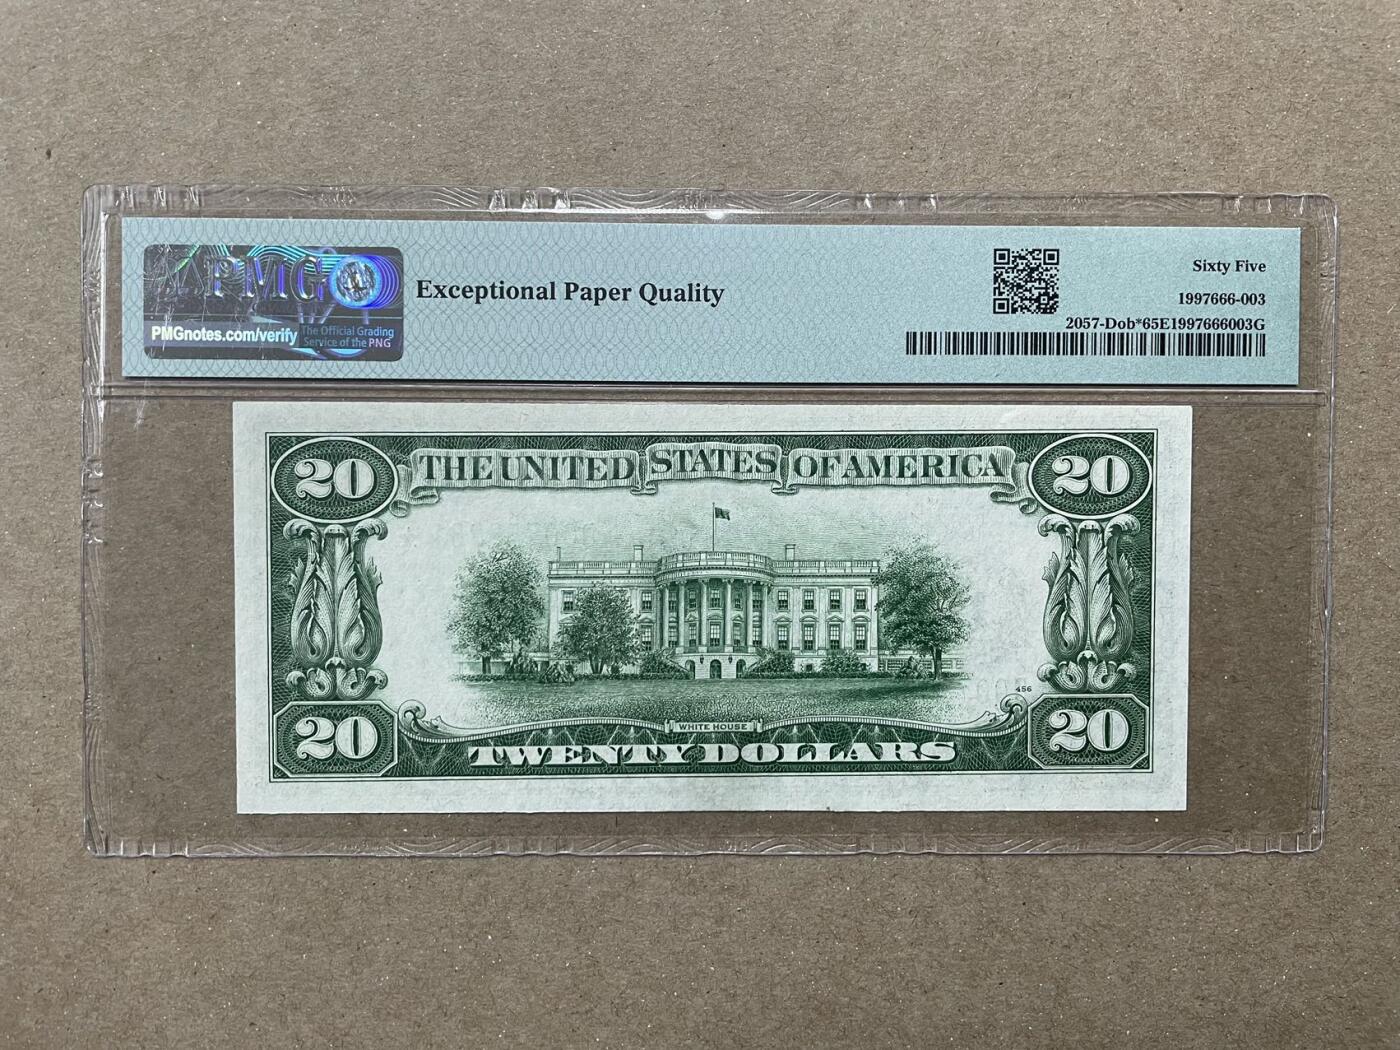 PMG
PMGnotes.com/verify
The Official Grading
Service of the PNG
Exceptional Paper Quality
Sixty Five
1997666-003
2057-Dob*65E1997666003G
20
THE UNITED STATES OF AMERICA
20
456
WHITE HOUSE
20
TWENTY DOLLARS
20